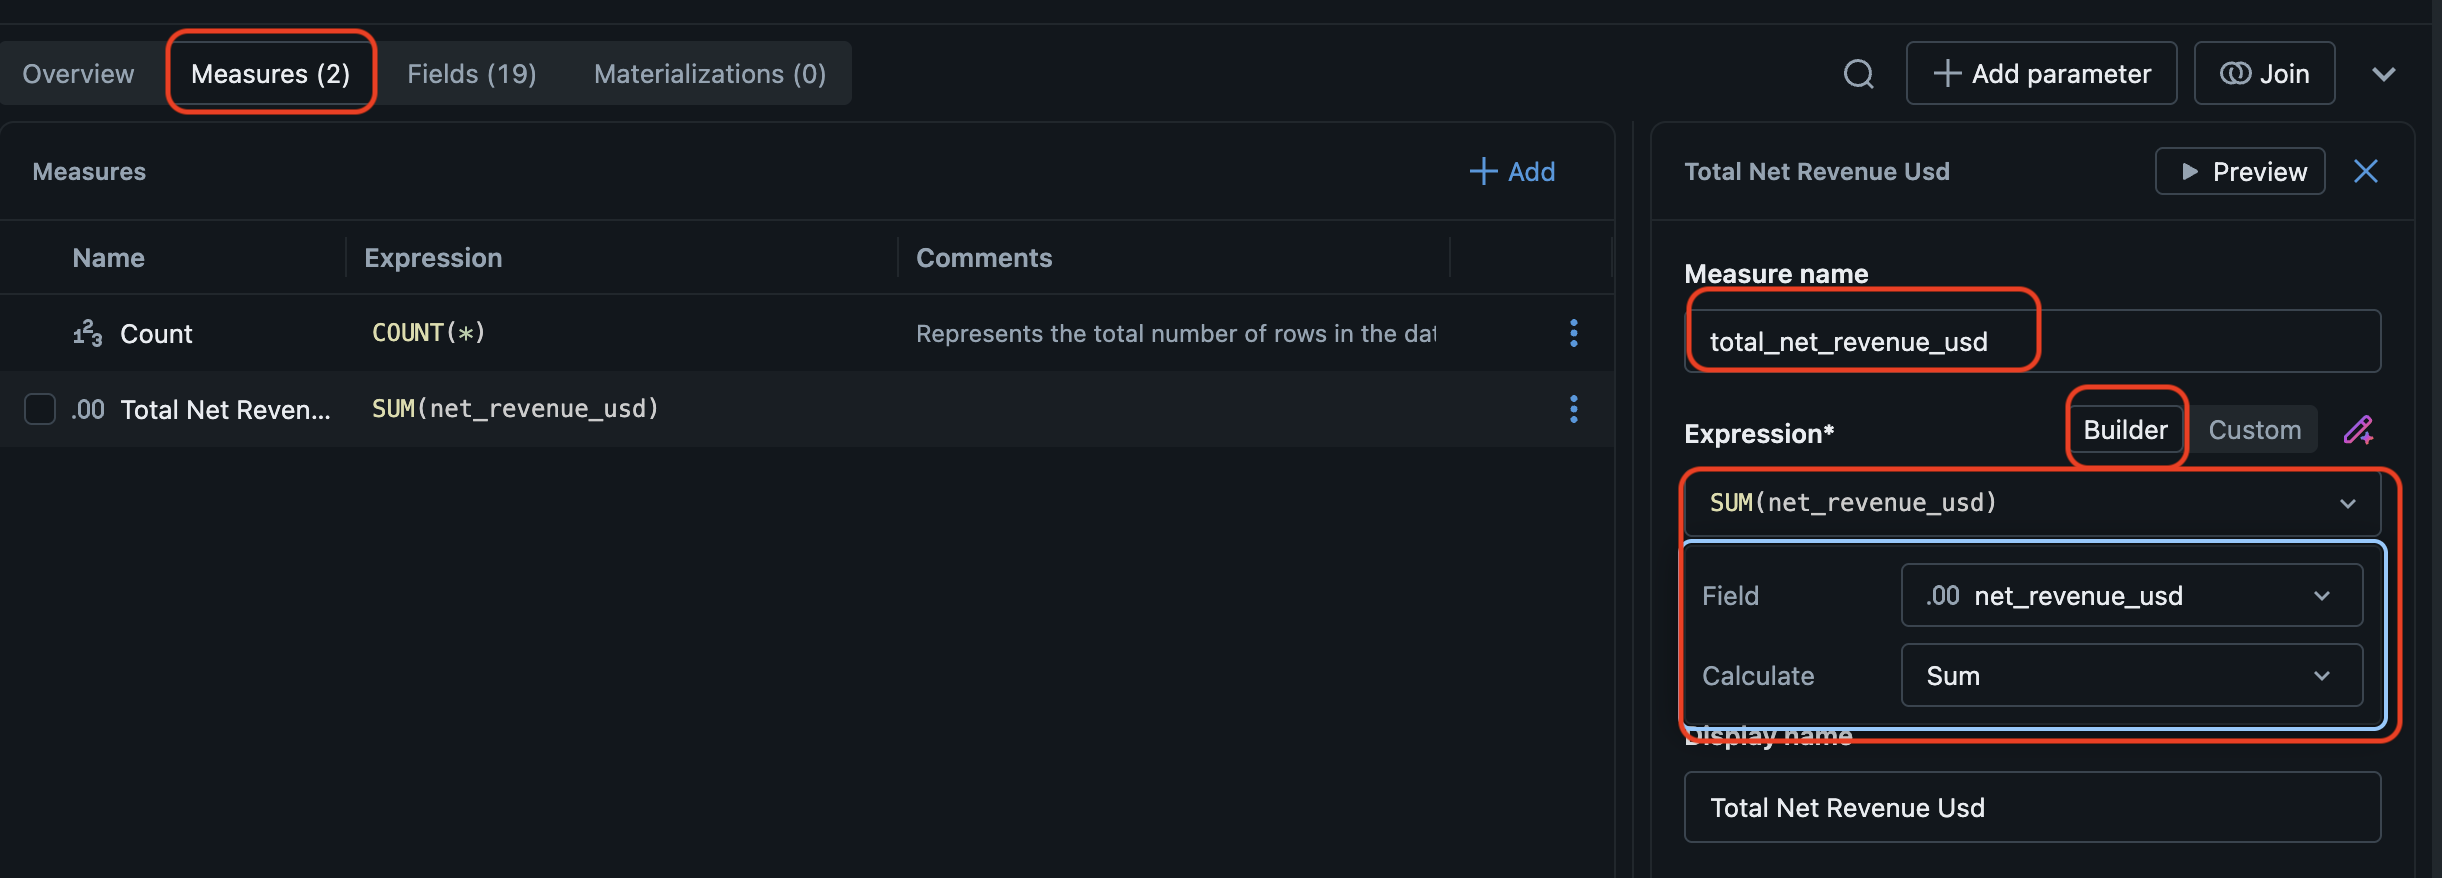 Overview Measures (2) Fields (19) Materializations (0) Add parameter Join
Measures Add
Name Expression Comments
Count COUNT(*) Represents the total number of rows in the dat
.00 Total Net Reven... SUM(net_revenue_usd)
Total Net Revenue Usd Preview
Measure name
total_net_revenue_usd
Expression* Builder Custom
SUM(net_revenue_usd)
Field .00 net_revenue_usd
Calculate Sum
Display name
Total Net Revenue Usd